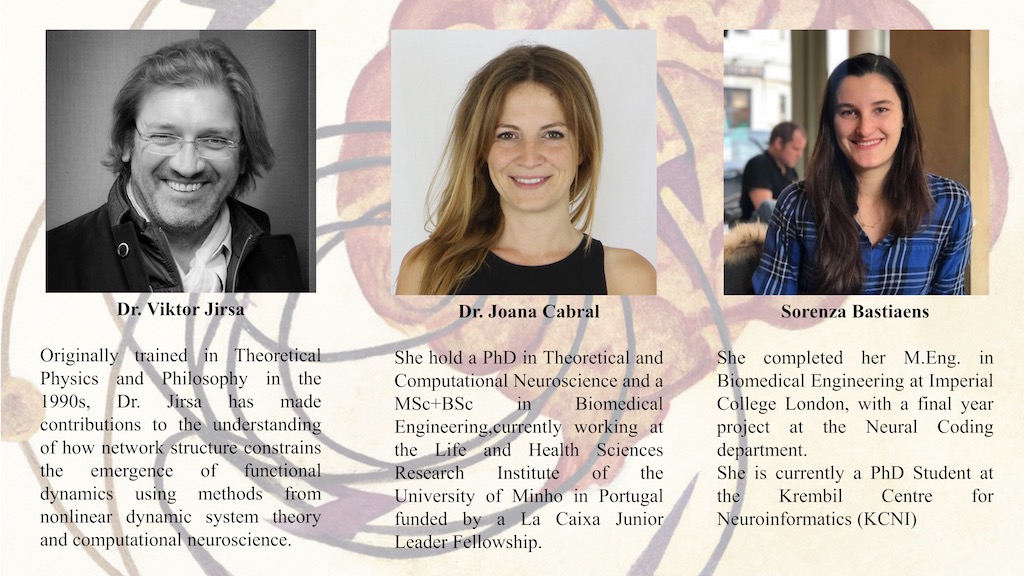 Dr. Viktor Jirsa
Originally trained in Theoretical
Physics and Philosophy in the
1990s, Dr. Jirsa has made
contributions to the understanding
of how network structure constrains
the emergence of functional
dynamics using methods from
nonlinear dynamic system theory
and computational neuroscience.
Dr. Joana Cabral
She hold a PhD in Theoretical and
Computational Neuroscience and a
MSc+BSc in Biomedical
Engineering,currently working at
the Life and Health Sciences
Research Institute of the
University of Minho in Portugal
funded by a La Caixa Junior
Leader Fellowship.
Sorenza Bastiaens
She completed her M.Eng. in
Biomedical Engineering at Imperial
College London, with a final year
project at the Neural Coding
department.
She is currently a PhD Student at
the Krembil Centre for
Neuroinformatics (KCNI)